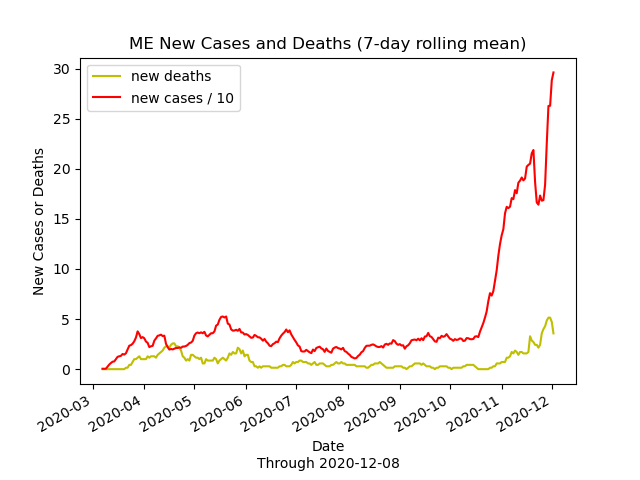 ME New Cases and Deaths (7-day rolling mean)
new deaths
new cases / 10
30
25
20
15
10
5
0
New Cases or Deaths
2020-03
2020-04
2020-05
2020-06
2020-07
2020-08
2020-09
2020-10
2020-11
2020-12
Date
Through 2020-12-08